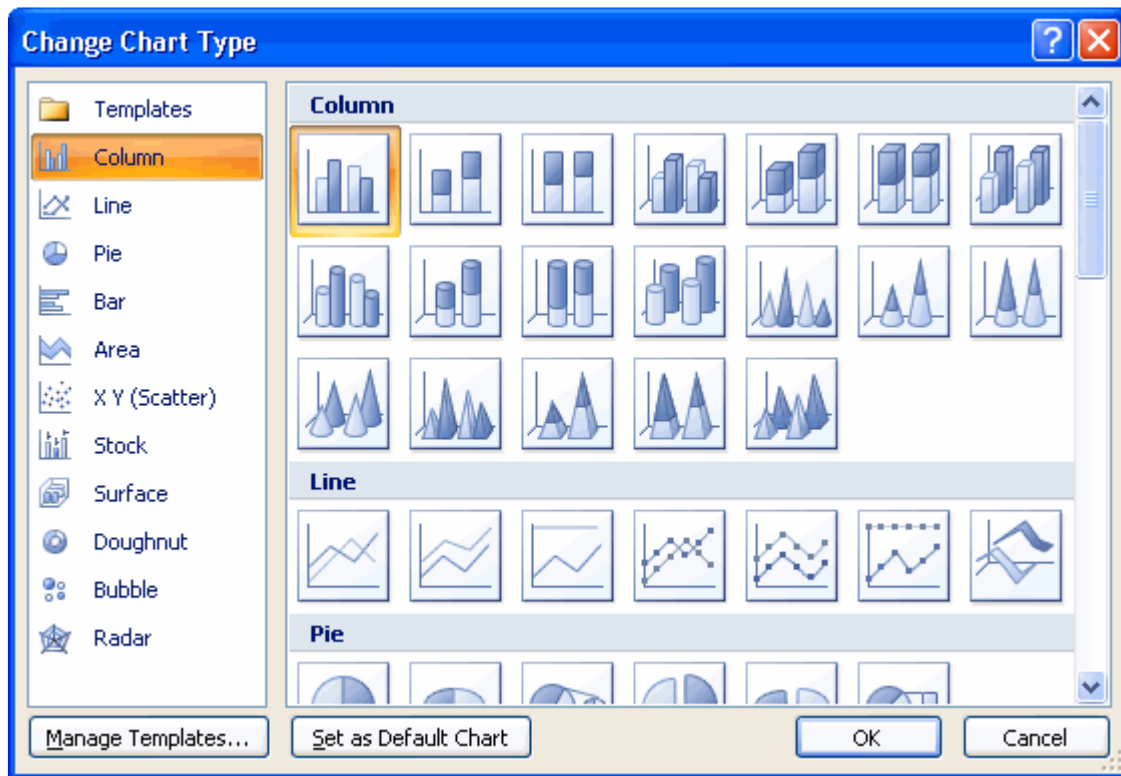 Change Chart Type
Templates
Column
Line
Pie
Bar
Area
X Y (Scatter)
Stock
Surface
Doughnut
Bubble
Radar
Column
Line
Pie
Manage Templates...
Set as Default Chart
OK
Cancel